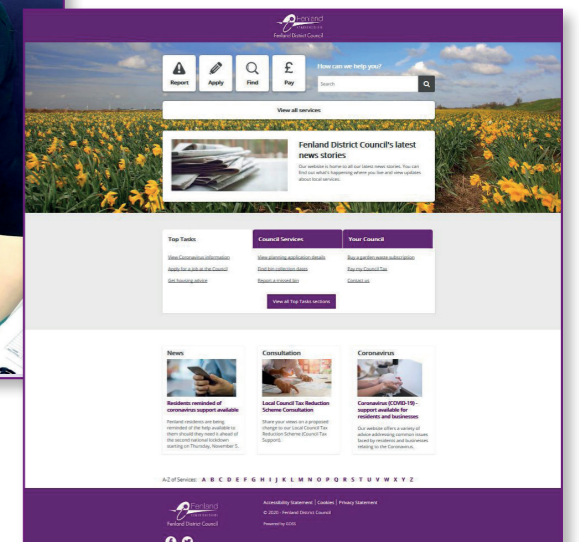 Fenland
Fenland District Council
How can we help you?
Report
Apply
Find
Pay
Search
View all services
Fenland District Council's latest
news stories
Our website is home to all our latest news stories. You can
find out what's happening where you live and view updates
about local services.
Top Tasks
Council Services
Your Council
View Coronavirus information
View planning application details
Buy a garden waste subscription
Apply for a job at the Council
Find bin collection dates
Pay my Council Tax
Get housing advice
Report a missed bin
Contact us
View all Top Tasks sections
News
Consultation
Coronavirus
Residents reminded of
coronavirus support available
Fenland residents are being
reminded of the help available to
them should they need it ahead of
the second national lockdown
starting on Thursday, November 5.
Local Council Tax Reduction
Scheme Consultation
Share your views on a proposed
change to our Local Council Tax
Reduction Scheme (Council Tax
Support).
Coronavirus (COVID-19) -
support available for
residents and businesses
Our website offers a variety of
advice addressing common issues
faced by residents and businesses
relating to the Coronavirus.
A-Z of Services: A B C D E F G H I J K L M N O P Q R S T U V W X Y Z
Fenland
Fenland District Council
Accessibility Statement | Cookies | Privacy Statement
© 2020 - Fenland District Council
Powered by GOSS